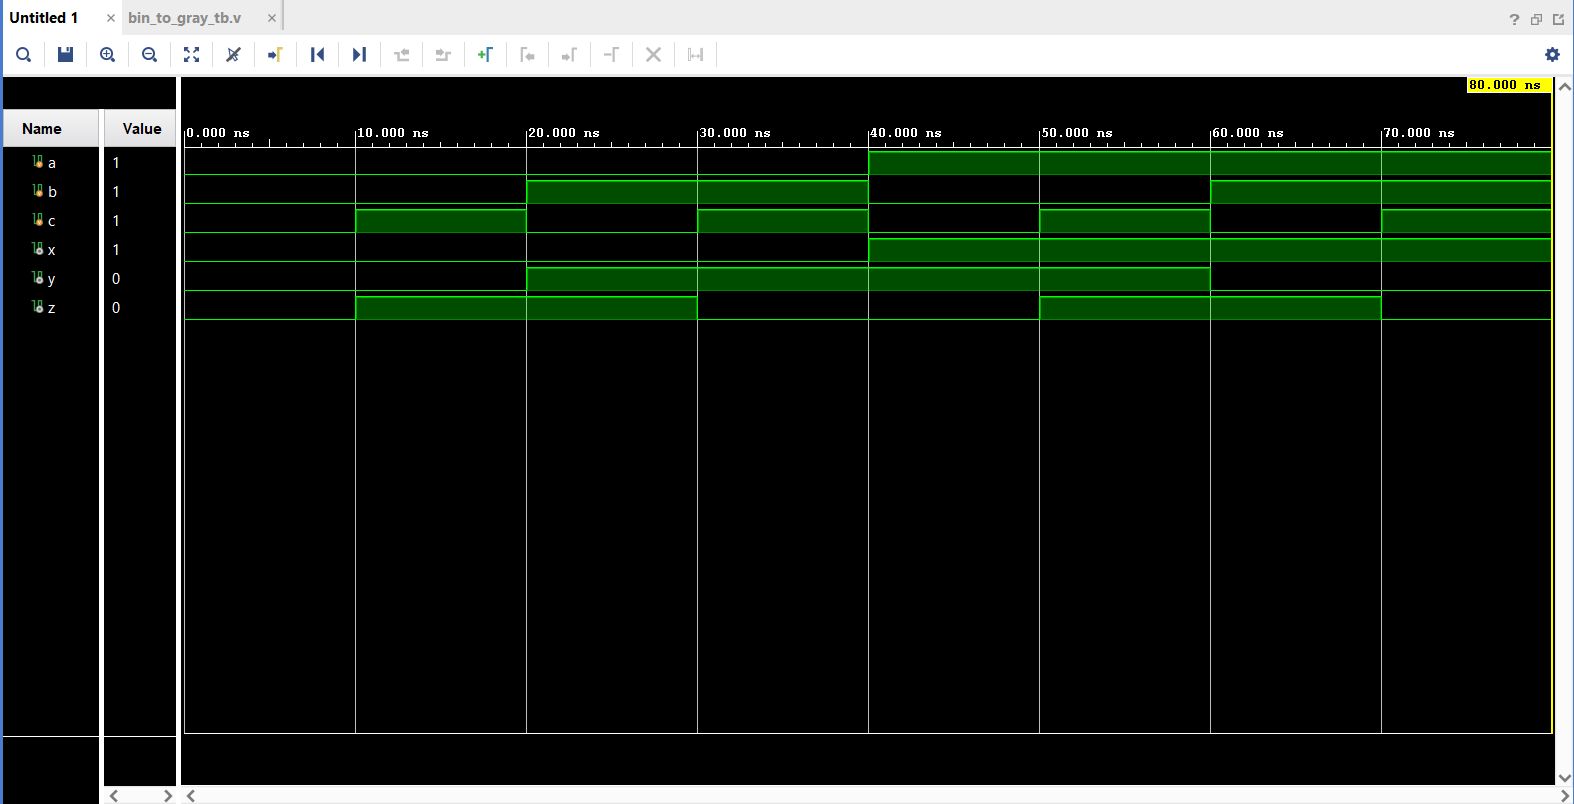 Untitled 1 × bin_to_gray_tb.v ×
?
80.000 ns
Name Value
0.000 ns 10.000 ns 20.000 ns 30.000 ns 40.000 ns 50.000 ns 60.000 ns 70.000 ns
a 1
b 1
c 1
x 1
y 0
z 0